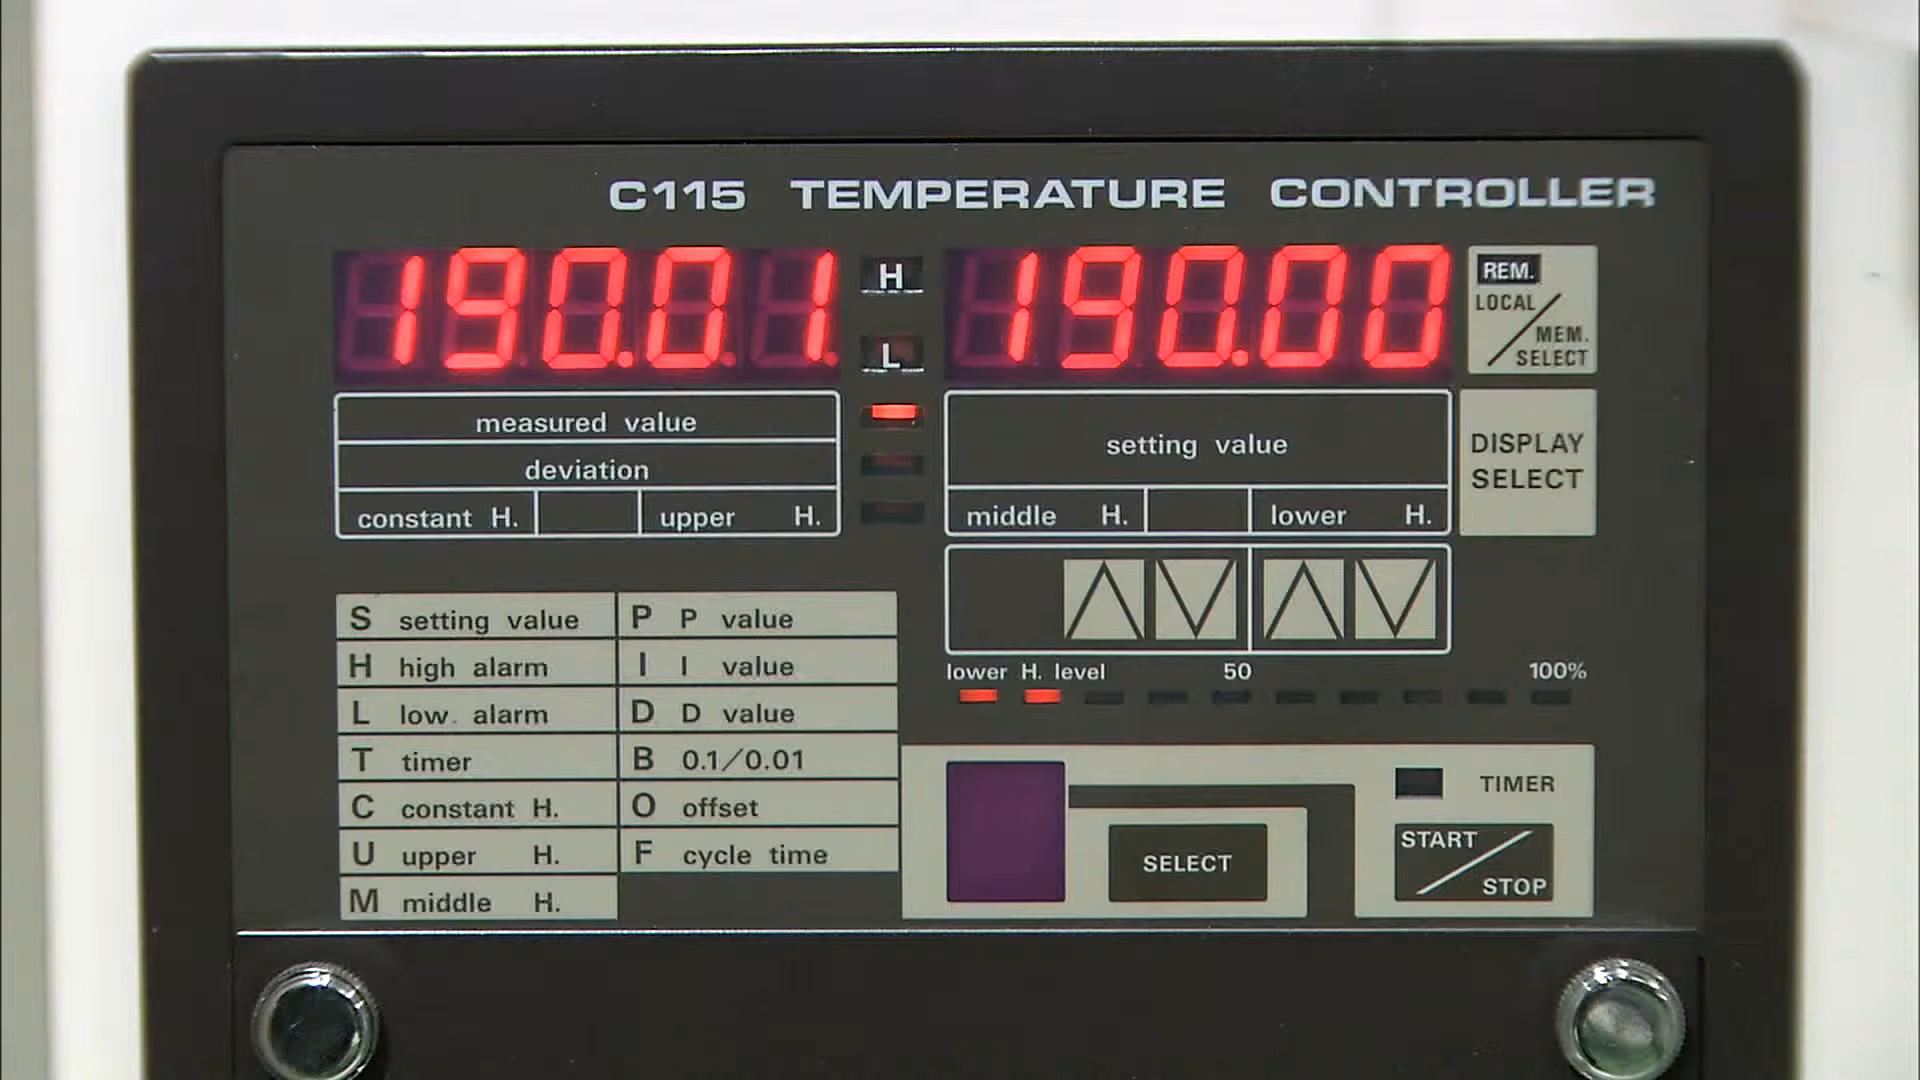 C115 TEMPERATURE CONTROLLER
190.01 H 190.00 REM.
LOCAL/MEM.
SELECT
L
measured value
setting value
DISPLAY
SELECT
deviation
constant H. upper H.
middle H. lower H.
lower H. level 50 100%
S setting value P P value
H high alarm I I value
L low alarm D D value
T timer B 0.1/0.01
C constant H. O offset
U upper H. F cycle time
M middle H.
SELECT
TIMER
START/STOP